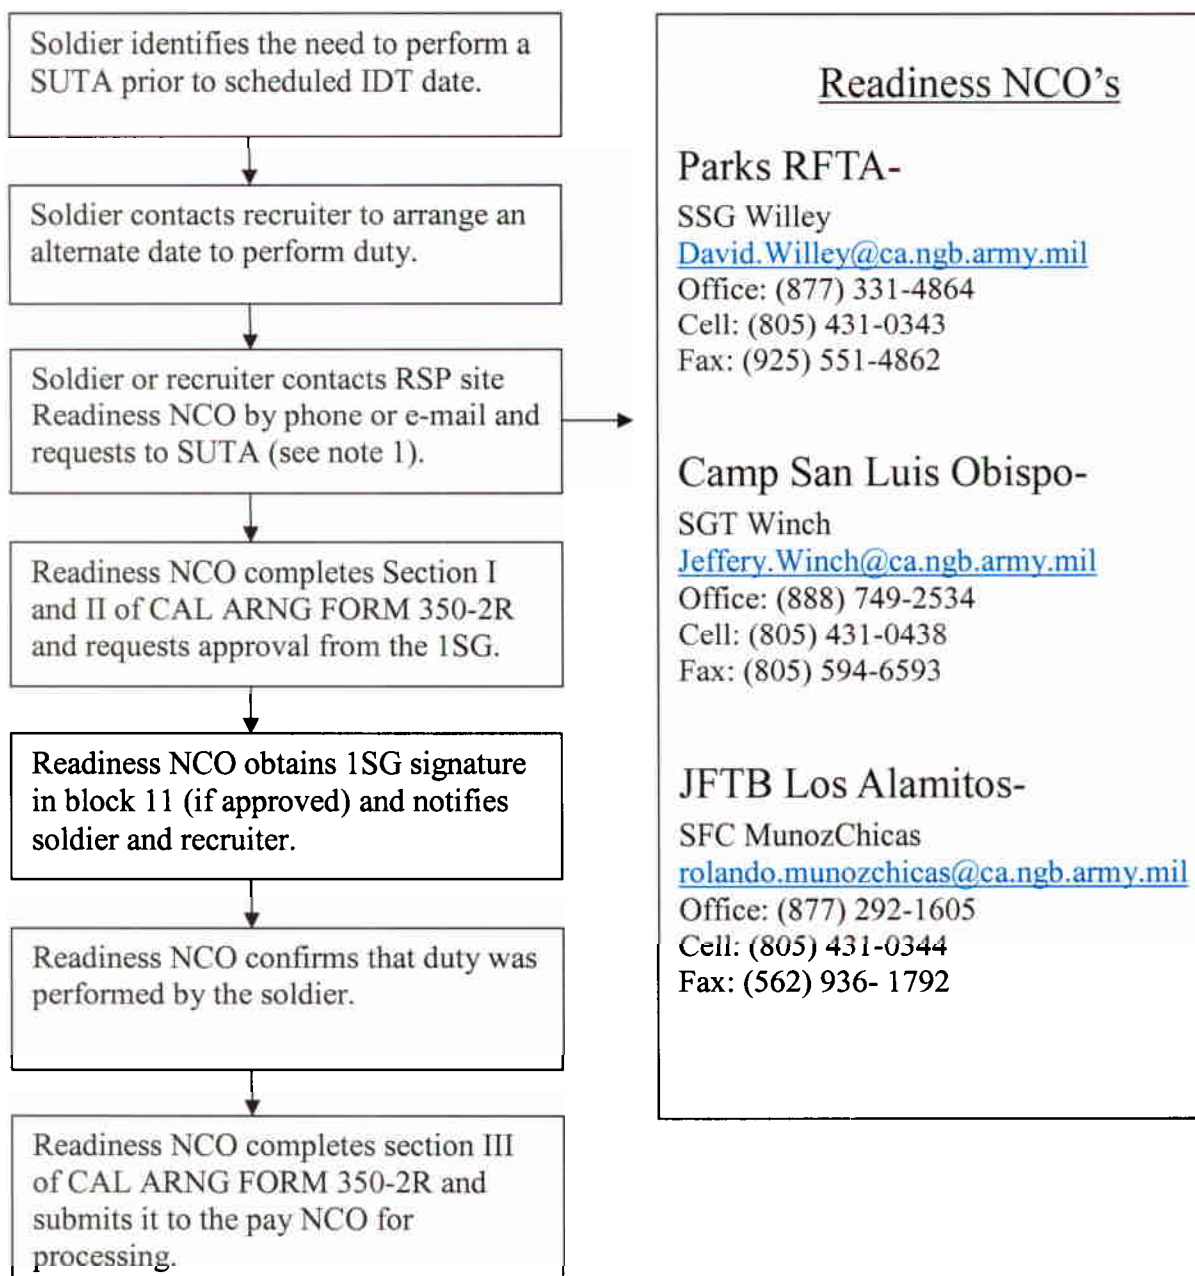 Soldier identifies the need to perform a
SUTA prior to scheduled IDT date.
Soldier contacts recruiter to arrange an
alternate date to perform duty.
Soldier or recruiter contacts RSP site
Readiness NCO by phone or e-mail and
requests to SUTA (see note 1).
Readiness NCO completes Section I
and II of CAL ARNG FORM 350-2R
and requests approval from the 1SG.
Readiness NCO obtains 1SG signature
in block 11 (if approved) and notifies
soldier and recruiter.
Readiness NCO confirms that duty was
performed by the soldier.
Readiness NCO completes section III
of CAL ARNG FORM 350-2R and
submits it to the pay NCO for
processing.
Readiness NCO's
Parks RFTA-
SSG Willey
David.Willey@ca.ngb.army.mil
Office: (877) 331-4864
Cell: (805) 431-0343
Fax: (925) 551-4862
Camp San Luis Obispo-
SGT Winch
Jeffery.Winch@ca.ngb.army.mil
Office: (888) 749-2534
Cell: (805) 431-0438
Fax: (805) 594-6593
JFTB Los Alamitos-
SFC MunozChicas
rolando.munozchicas@ca.ngb.army.mil
Office: (877) 292-1605
Cell: (805) 431-0344
Fax: (562) 936- 1792